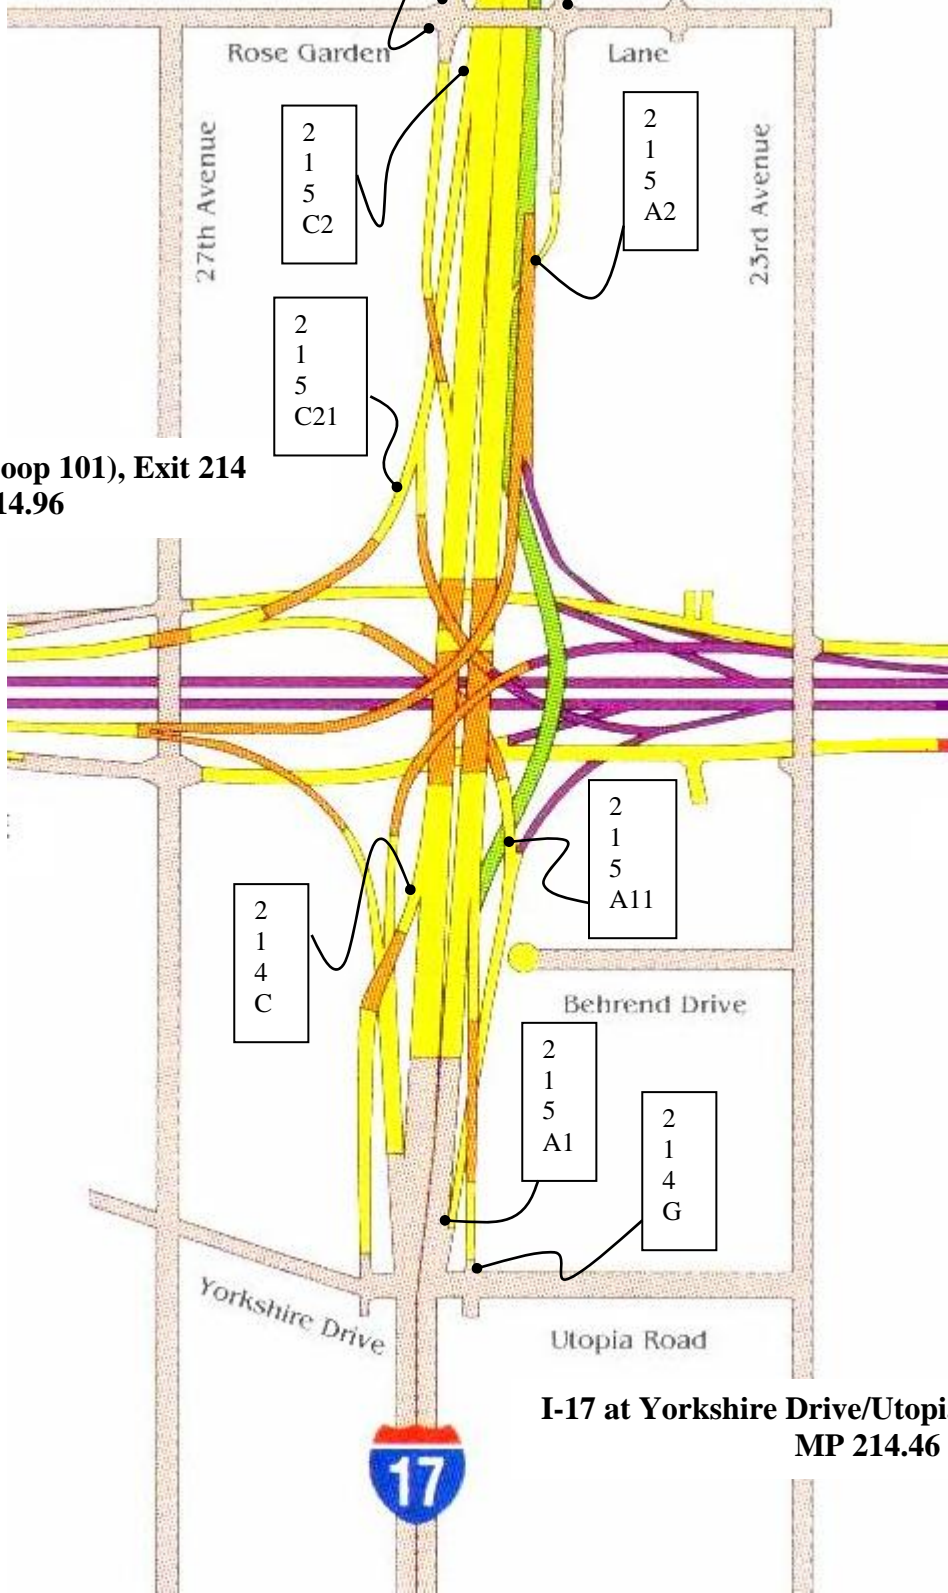 Rose Garden
Lane
27th Avenue
23rd Avenue
2
1
5
C2
2
1
5
A2
2
1
5
C21
oop 101), Exit 214
14.96
2
1
5
A11
2
1
4
C
Behrend Drive
2
1
5
A1
2
1
4
G
Yorkshire Drive
Utopia Road
I-17 at Yorkshire Drive/Utopi
MP 214.46
17